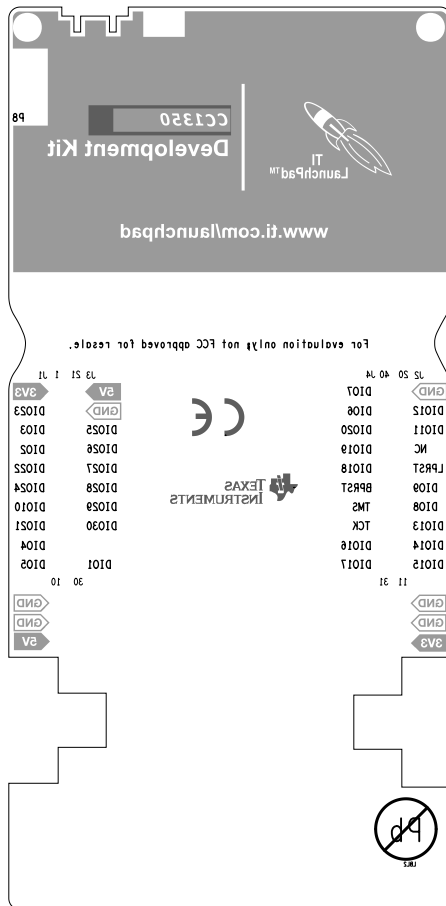 P8
TI
LaunchPad™
CC1350
Development Kit
www.ti.com/launchpad
For evaluation only; not FCC approved for resale.
J2 20 40 J4
GND DIO7
DIO12 DIO6
DIO11 DIO20
NC DIO19
LPRST DIO18
DIO9 BPRST
DIO8 TMS
DIO13 TCK
DIO14 DIO16
DIO15 DIO17
11 31
GND
GND
3V3
CE
TEXAS
INSTRUMENTS
J3 21 1 J1
5V 3V3
GND DIO23
DIO25 DIO3
DIO26 DIO2
DIO27 DIO22
DIO28 DIO24
DIO29 DIO10
DIO30 DIO21
DIO4
DIO1 DIO5
30 10
GND
GND
5V
Pb
LBL2